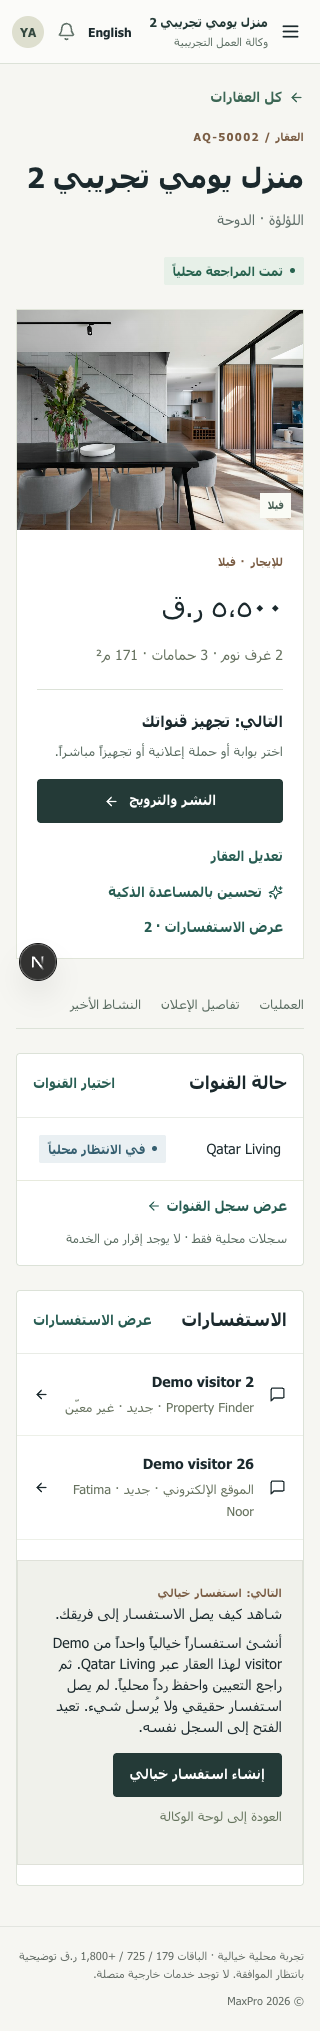 منزل يومي تجريبي 2
وكالة العمل التجريبية
English
YA
← كل العقارات
العقار / AQ-50002
منزل يومي تجريبي 2
اللؤلؤة · الدوحة
• تمت المراجعة محلياً
فيلا
للإيجار · فيلا
٥،٥٠٠ ر.ق
2 غرف نوم · 3 حمامات · 171 م²
التالي: تجهيز قنواتك
اختر بوابة أو حملة إعلانية أو تجهيزاً مباشراً.
النشر والترويج ←
تعديل العقار
تحسين بالمساعدة الذكية
عرض الاستفسارات · 2
N
العمليات
تفاصيل الإعلان
النشاط الأخير
حالة القنوات
اختيار القنوات
Qatar Living
• في الانتظار محلياً
عرض سجل القنوات ←
سجلات محلية فقط · لا يوجد إقرار من الخدمة
الاستفسارات
عرض الاستفسارات
Demo visitor 2
Property Finder · جديد · غير معيّن
Demo visitor 26
الموقع الإلكتروني · جديد · Fatima
Noor
التالي: استفسار خيالي
شاهد كيف يصل الاستفسار إلى فريقك.
أنشئ استفساراً خيالياً واحداً من Demo
visitor لهذا العقار عبر Qatar Living. ثم
راجع التعيين واحفظ رداً محلياً. لم يصل
استفسار حقيقي ولا يُرسل شيء. تعيد
الفتح إلى السجل نفسه.
إنشاء استفسار خيالي
العودة إلى لوحة الوكالة
تجربة محلية خيالية · الباقات 179 / 725 / +1,800 ر.ق توضيحية
بانتظار الموافقة. لا توجد خدمات خارجية متصلة.
© 2026 MaxPro